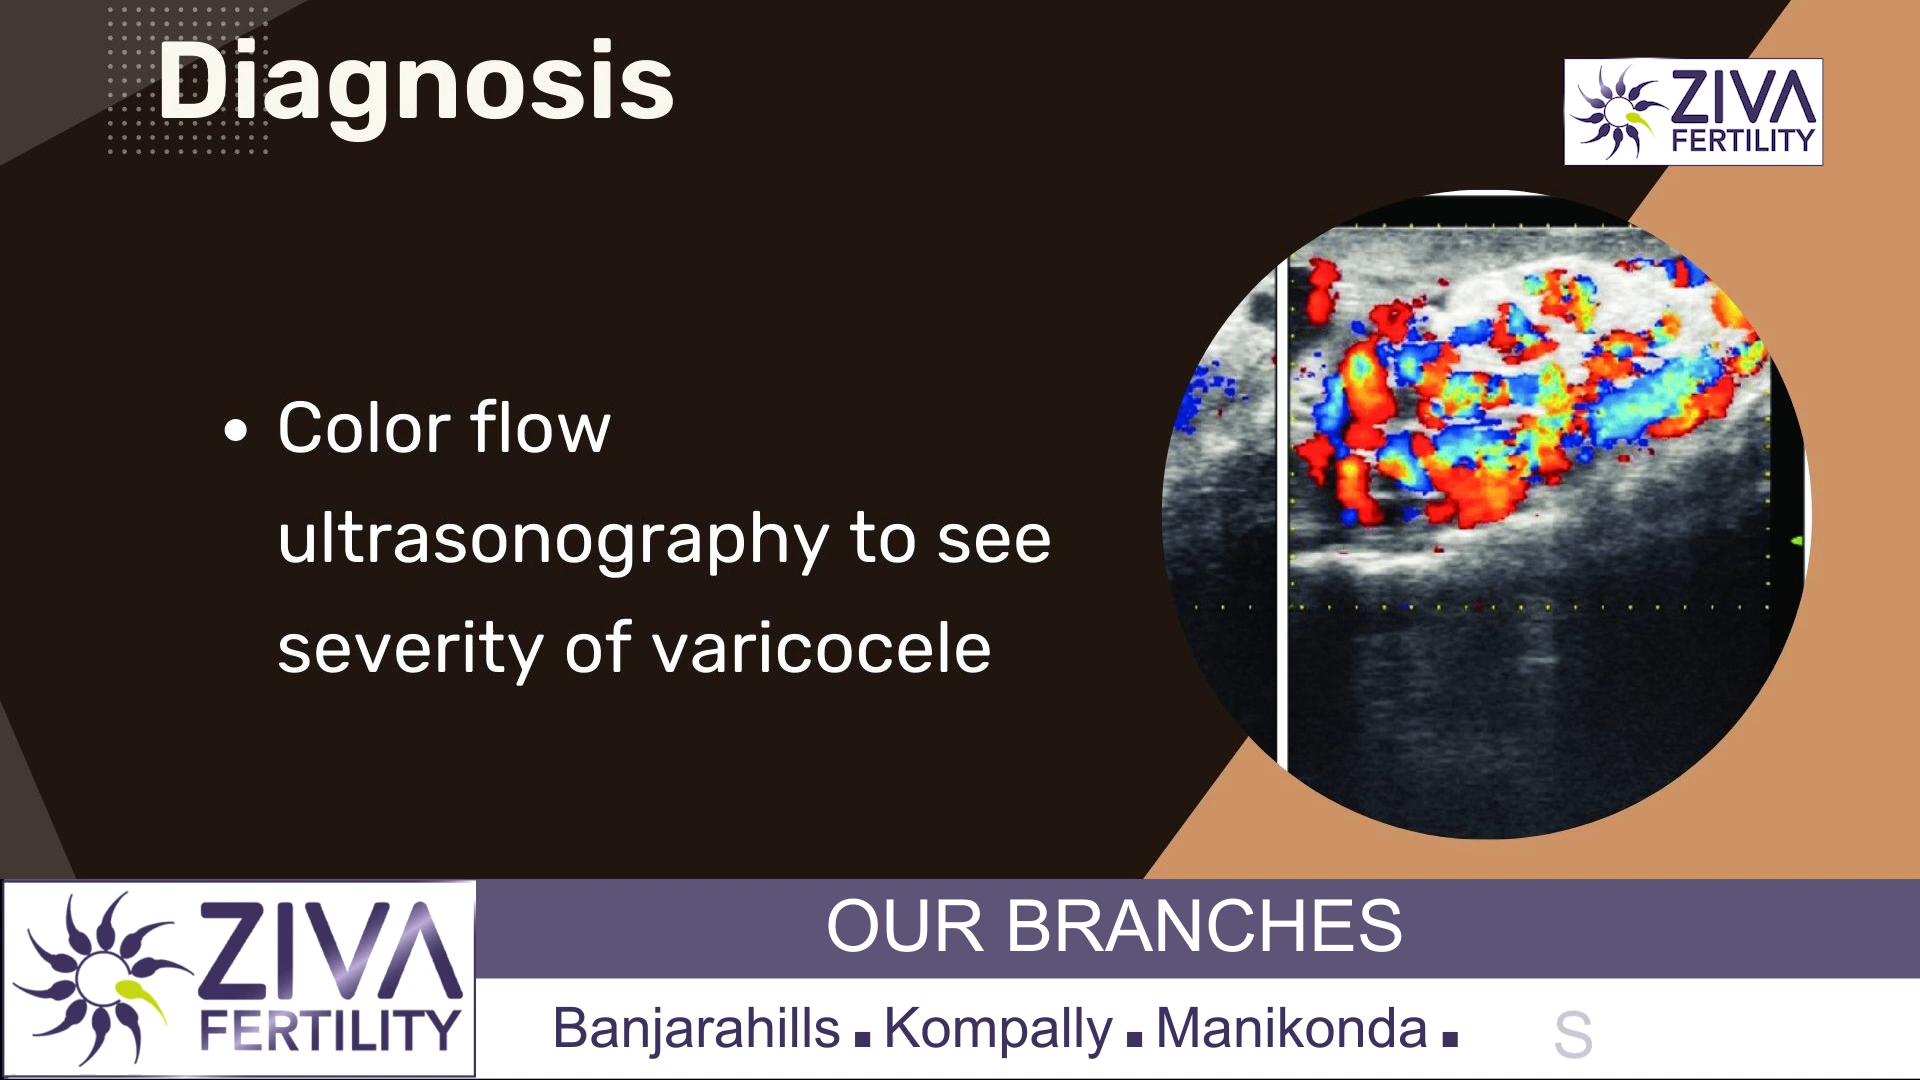 Diagnosis
ZIVA
FERTILITY
• Color flow
ultrasonography to see
severity of varicocele
ZIVA
FERTILITY
OUR BRANCHES
Banjarahills ▪ Kompally ▪ Manikonda ▪ S